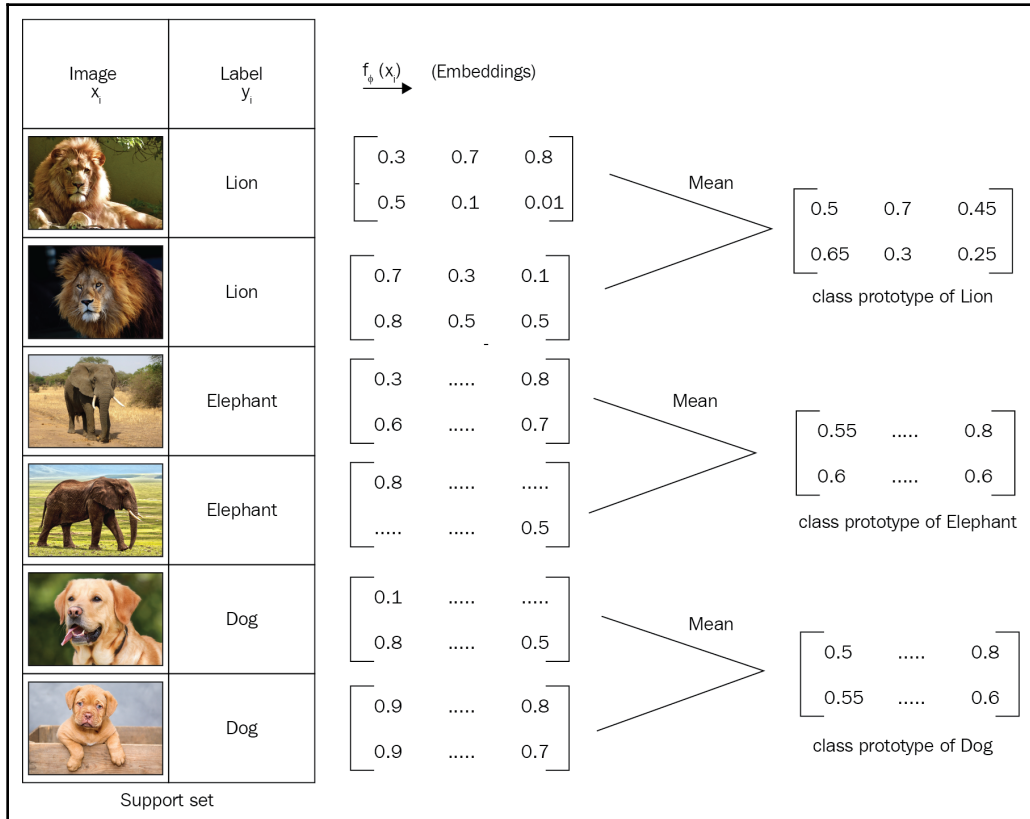 Image
xᵢ
Label
yᵢ
f_ϕ (xᵢ) (Embeddings)
Lion
0.3 0.7 0.8
0.5 0.1 0.01
Mean
0.5 0.7 0.45
0.65 0.3 0.25
class prototype of Lion
Lion
0.7 0.3 0.1
0.8 0.5 0.5
Elephant
0.3 ..... 0.8
0.6 ..... 0.7
Mean
0.55 ..... 0.8
0.6 ..... 0.6
class prototype of Elephant
Elephant
0.8 ..... .....
..... ..... 0.5
Dog
0.1 ..... .....
0.8 ..... 0.5
Mean
0.5 ..... 0.8
0.55 ..... 0.6
class prototype of Dog
Dog
0.9 ..... 0.8
0.9 ..... 0.7
Support set